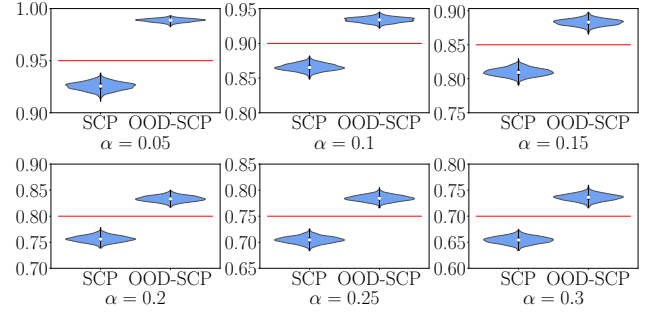 1.00 0.95 0.90
SCP OOD-SCP
α = 0.05
0.95 0.90 0.85 0.80
SCP OOD-SCP
α = 0.1
0.90 0.85 0.80 0.75
SCP OOD-SCP
α = 0.15
0.90 0.85 0.80 0.75 0.70
SCP OOD-SCP
α = 0.2
0.85 0.80 0.75 0.70 0.65
SCP OOD-SCP
α = 0.25
0.80 0.75 0.70 0.65 0.60
SCP OOD-SCP
α = 0.3